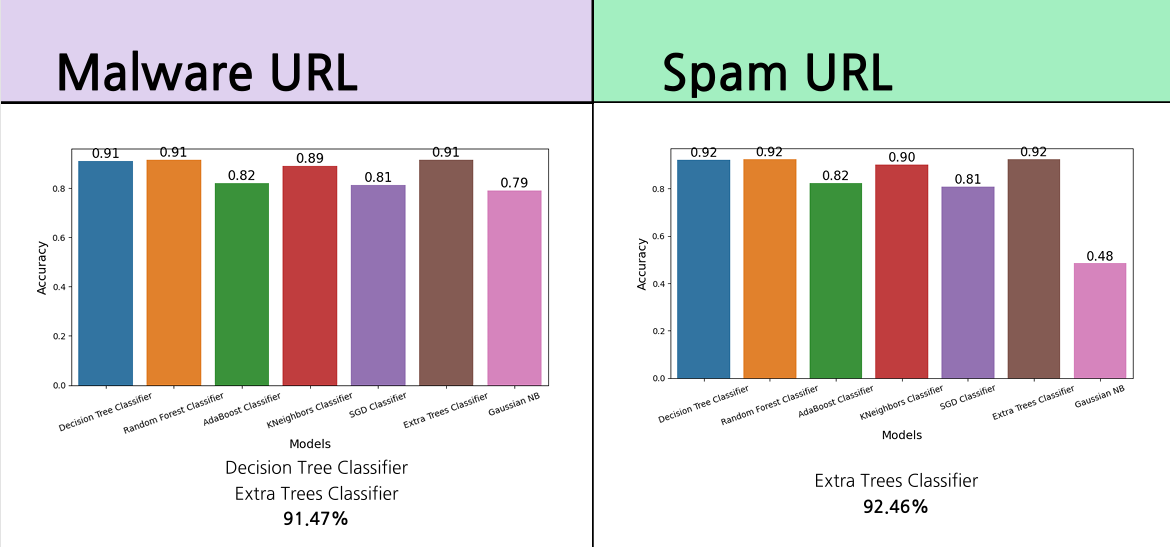 Malware URL
0.91 0.91 0.82 0.89 0.81 0.91 0.79
0.8
0.6
0.4
0.2
0.0
Accuracy
Decision Tree Classifier
Random Forest Classifier
AdaBoost Classifier
KNeighbors Classifier
SGD Classifier
Extra Trees Classifier
Gaussian NB
Models
Decision Tree Classifier
Extra Trees Classifier
91.47%
Spam URL
0.92 0.92 0.82 0.90 0.81 0.92 0.48
0.8
0.6
0.4
0.2
0.0
Accuracy
Decision Tree Classifier
Random Forest Classifier
AdaBoost Classifier
KNeighbors Classifier
SGD Classifier
Extra Trees Classifier
Gaussian NB
Models
Extra Trees Classifier
92.46%